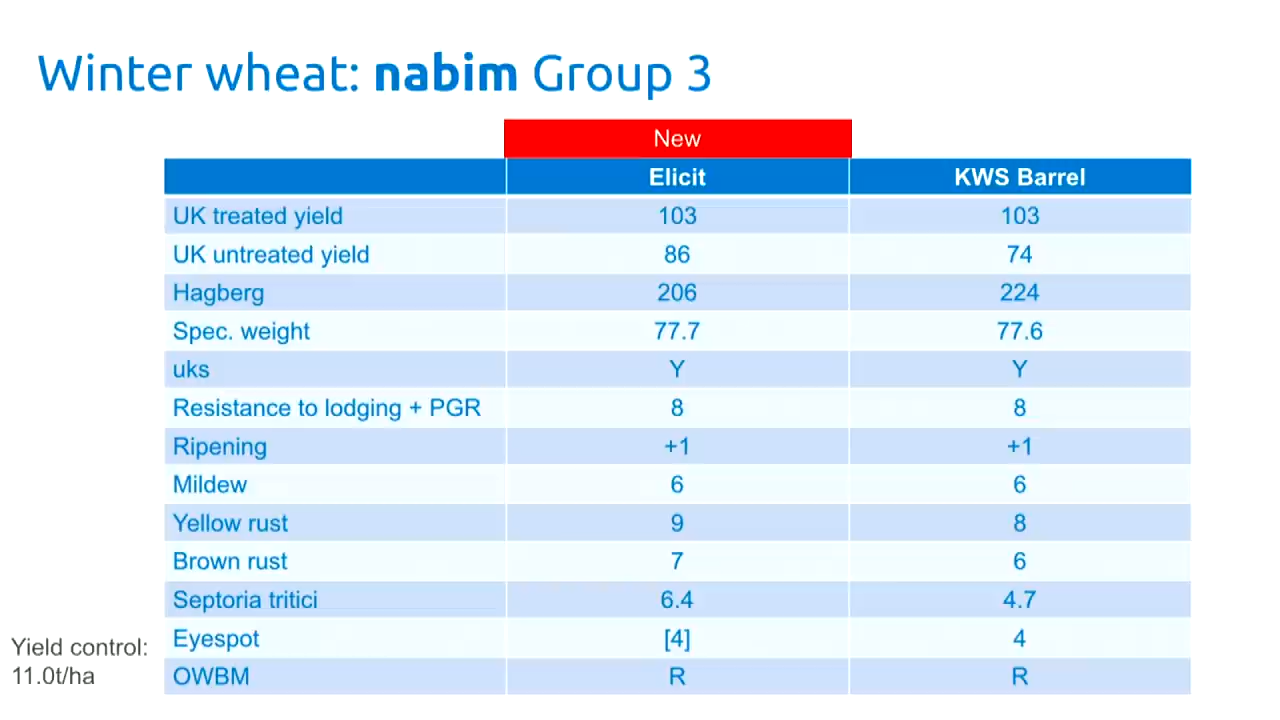 Winter wheat: nabim Group 3
New
Elicit KWS Barrel
UK treated yield 103 103
UK untreated yield 86 74
Hagberg 206 224
Spec. weight 77.7 77.6
uks Y Y
Resistance to lodging + PGR 8 8
Ripening +1 +1
Mildew 6 6
Yellow rust 9 8
Brown rust 7 6
Septoria tritici 6.4 4.7
Eyespot [4] 4
OWBM R R
Yield control:
11.0t/ha